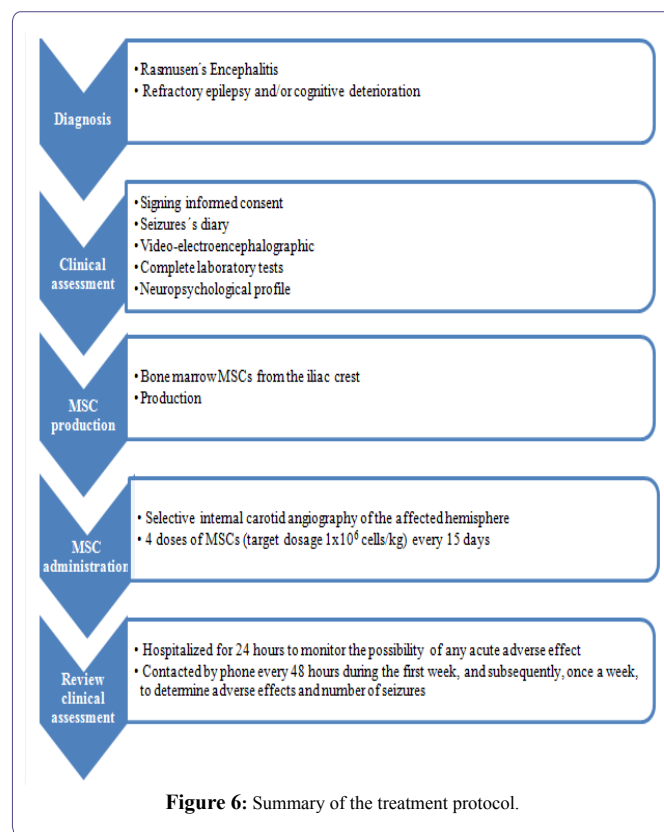 Diagnosis
• Rasmusen´s Encephalitis
• Refractory epilepsy and/or cognitive deterioration
Clinical
assessment
• Signing informed consent
• Seizures´s diary
• Video-electroencephalographic
• Complete laboratory tests
• Neuropsychological profile
MSC
production
• Bone marrow MSCs from the iliac crest
• Production
MSC
administration
• Selective internal carotid angiography of the affected hemisphere
• 4 doses of MSCs (target dosage 1x10⁶ cells/kg) every 15 days
Review
clinical
assessment
• Hospitalized for 24 hours to monitor the possibility of any acute adverse effect
• Contacted by phone every 48 hours during the first week, and subsequently, once a week,
to determine adverse effects and number of seizures
Figure 6: Summary of the treatment protocol.